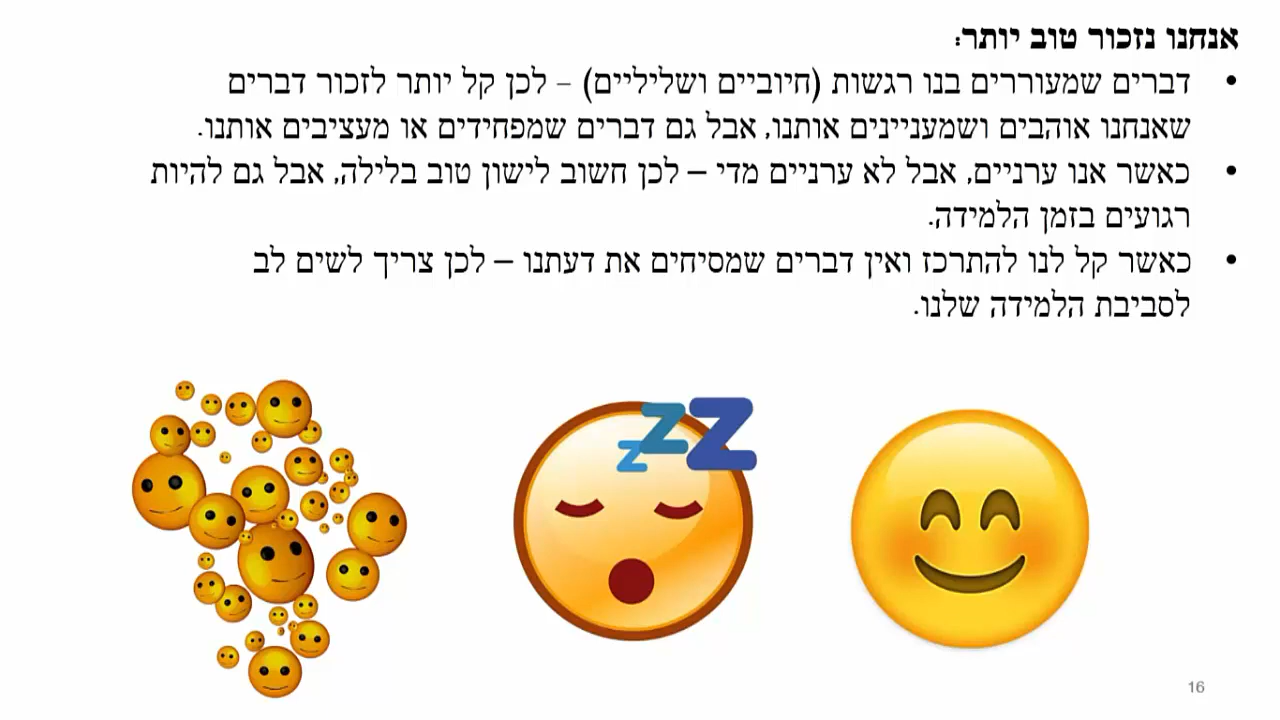 אנחנו נזכור טוב יותר:
• דברים שמעוררים בנו רגשות (חיוביים ושליליים) – לכן קל יותר לזכור דברים
שאנחנו אוהבים ושמעניינים אותנו, אבל גם דברים שמפחידים או מעציבים אותנו.
• כאשר אנו ערניים, אבל לא ערניים מדי – לכן חשוב לישון טוב בלילה, אבל גם להיות
רגועים בזמן הלמידה.
• כאשר קל לנו להתרכז ואין דברים שמסיחים את דעתנו – לכן צריך לשים לב
לסביבת הלמידה שלנו.
z z Z
16